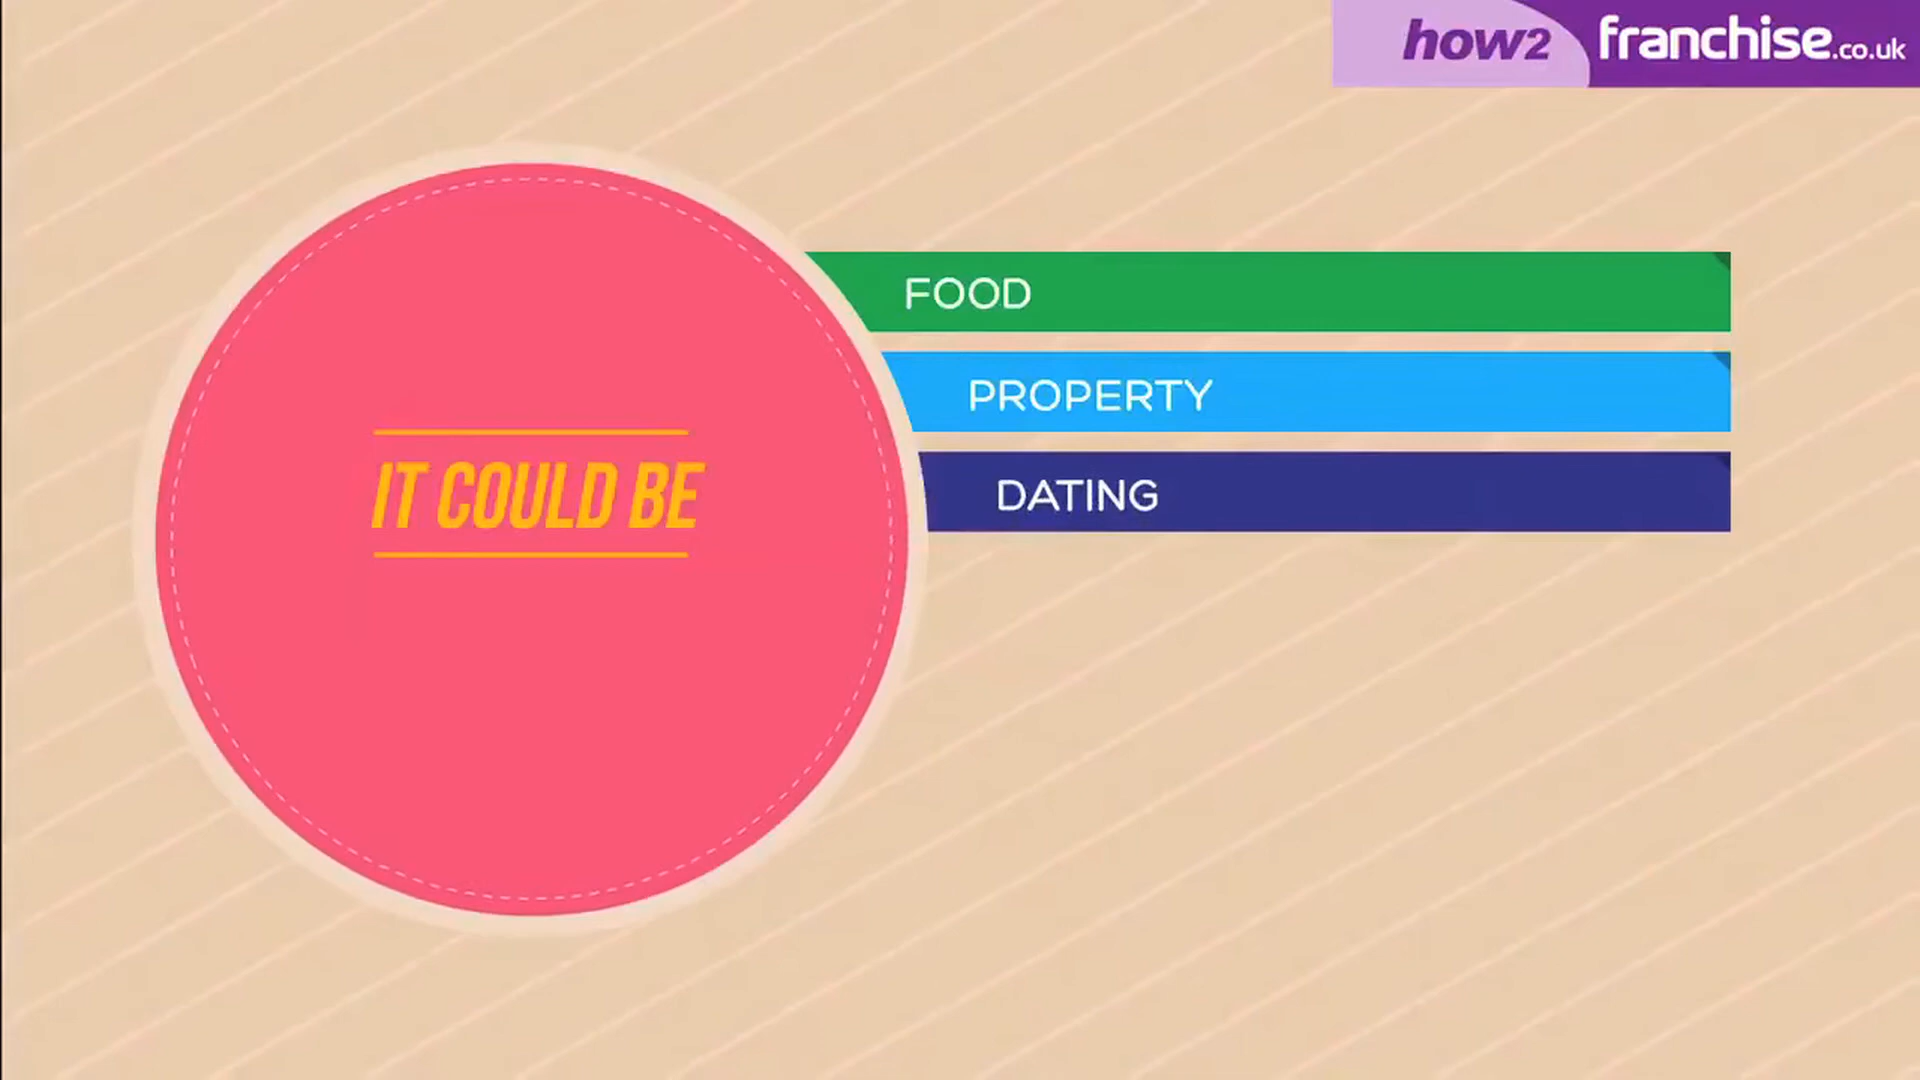 how2 franchise.co.uk
FOOD
PROPERTY
IT COULD BE
DATING